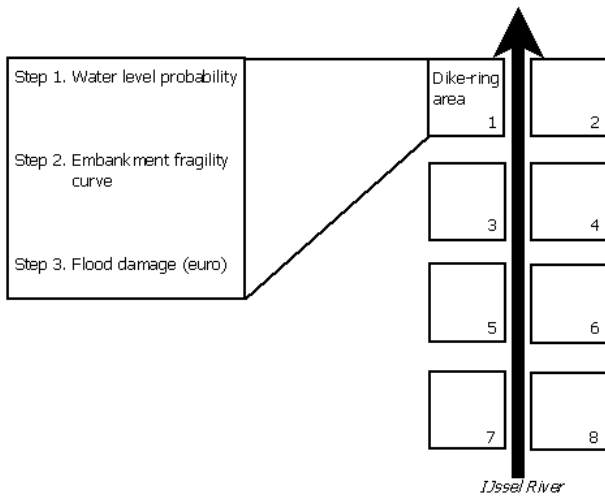 Step 1. Water level probability
Step 2. Embankment fragility
curve
Step 3. Flood damage (euro)
Dike-ring
area
1
2
3
4
5
6
7
8
IJssel River